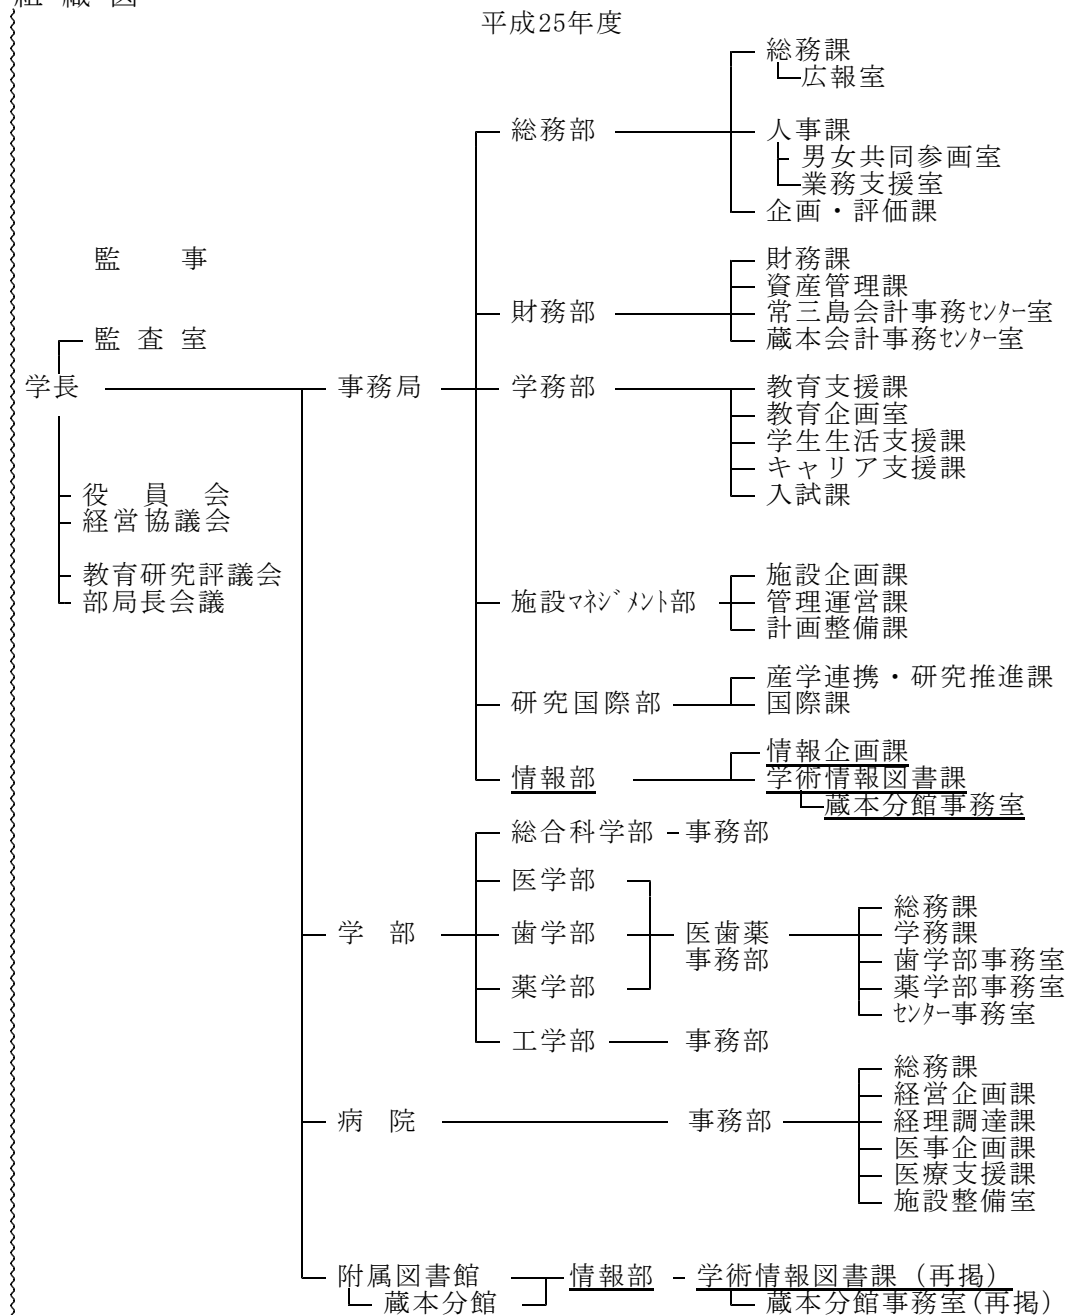 組 織 図
平成25年度
総務課
広報室
総務部
人事課
男女共同参画室
業務支援室
企画・評価課
監 事
財務課
資産管理課
財務部
常三島会計事務ｾﾝﾀｰ室
監 査 室
蔵本会計事務ｾﾝﾀｰ室
学長
事務局
学務部
教育支援課
教育企画室
学生生活支援課
キャリア支援課
役 員 会
入試課
経営協議会
教育研究評議会
施設企画課
部局長会議
施設ﾏﾈｼﾞﾒﾝﾄ部
管理運営課
計画整備課
産学連携・研究推進課
研究国際部
国際課
情報企画課
情報部
学術情報図書課
蔵本分館事務室
総合科学部
事務部
医学部
総務課
学 部
歯学部
医歯薬
学務課
事務部
歯学部事務室
薬学部
薬学部事務室
ｾﾝﾀｰ事務室
工学部
事務部
総務課
経営企画課
病 院
事務部
経理調達課
医事企画課
医療支援課
施設整備室
附属図書館
情報部
学術情報図書課（再掲）
蔵本分館
蔵本分館事務室(再掲)